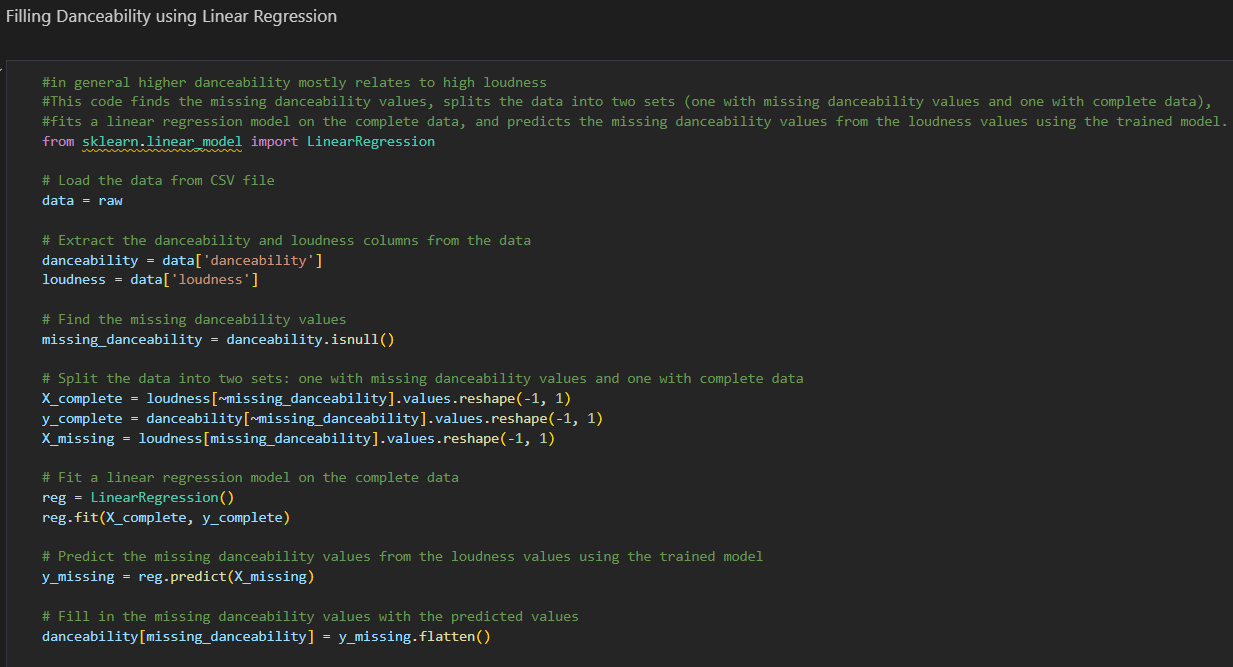 Filling Danceability using Linear Regression
#in general higher danceability mostly relates to high loudness
#This code finds the missing danceability values, splits the data into two sets (one with missing danceability values and one with complete data),
#fits a linear regression model on the complete data, and predicts the missing danceability values from the loudness values using the trained model.
from sklearn.linear_model import LinearRegression
# Load the data from CSV file
data = raw
# Extract the danceability and loudness columns from the data
danceability = data['danceability']
loudness = data['loudness']
# Find the missing danceability values
missing_danceability = danceability.isnull()
# Split the data into two sets: one with missing danceability values and one with complete data
X_complete = loudness[~missing_danceability].values.reshape(-1, 1)
y_complete = danceability[~missing_danceability].values.reshape(-1, 1)
X_missing = loudness[missing_danceability].values.reshape(-1, 1)
# Fit a linear regression model on the complete data
reg = LinearRegression()
reg.fit(X_complete, y_complete)
# Predict the missing danceability values from the loudness values using the trained model
y_missing = reg.predict(X_missing)
# Fill in the missing danceability values with the predicted values
danceability[missing_danceability] = y_missing.flatten()